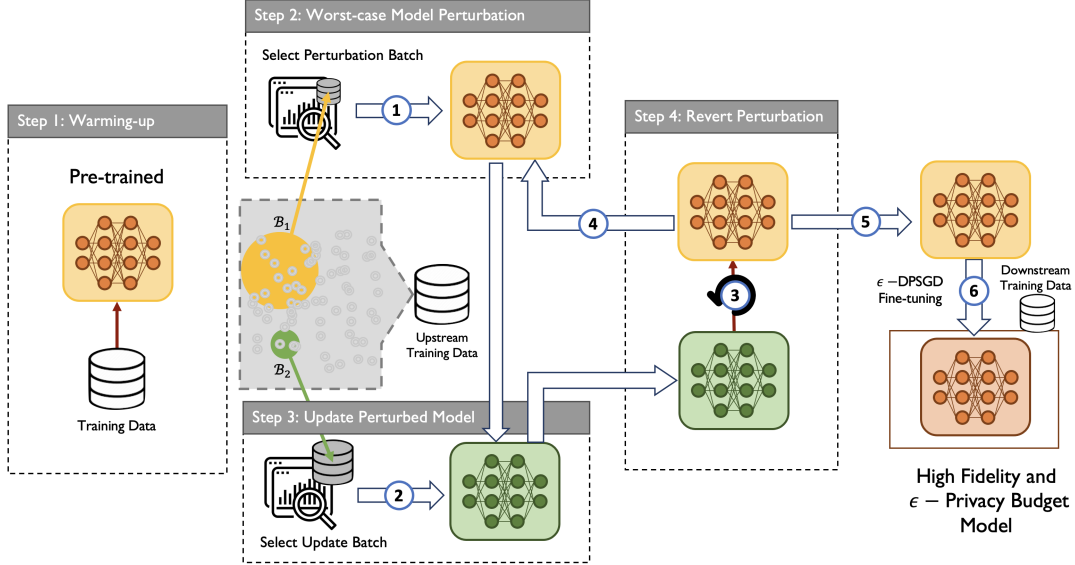 Step 1: Warming-up
Pre-trained
Training Data
Step 2: Worst-case Model Perturbation
Select Perturbation Batch
1
ℬ1
ℬ2
Upstream
Training Data
Step 3: Update Perturbed Model
Select Update Batch
2
Step 4: Revert Perturbation
3
4
5
ϵ −DPSGD
Fine-tuning
6
Downstream
Training Data
High Fidelity and
ϵ − Privacy Budget
Model